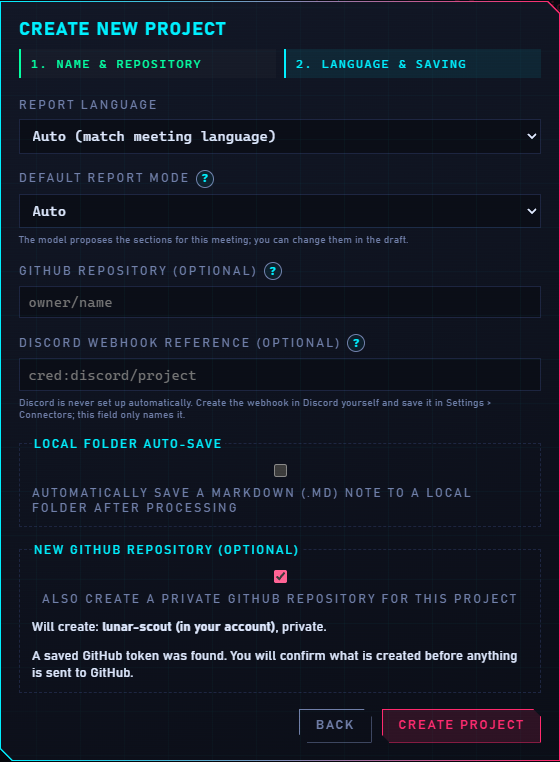 CREATE NEW PROJECT
1. NAME & REPOSITORY
2. LANGUAGE & SAVING
REPORT LANGUAGE
Auto (match meeting language)
DEFAULT REPORT MODE ?
Auto
The model proposes the sections for this meeting; you can change them in the draft.
GITHUB REPOSITORY (OPTIONAL) ?
owner/name
DISCORD WEBHOOK REFERENCE (OPTIONAL) ?
cred:discord/project
Discord is never set up automatically. Create the webhook in Discord yourself and save it in Settings >
Connectors; this field only names it.
LOCAL FOLDER AUTO-SAVE
AUTOMATICALLY SAVE A MARKDOWN (.MD) NOTE TO A LOCAL
FOLDER AFTER PROCESSING
NEW GITHUB REPOSITORY (OPTIONAL)
ALSO CREATE A PRIVATE GITHUB REPOSITORY FOR THIS PROJECT
Will create: lunar-scout (in your account), private.
A saved GitHub token was found. You will confirm what is created before anything
is sent to GitHub.
BACK
CREATE PROJECT